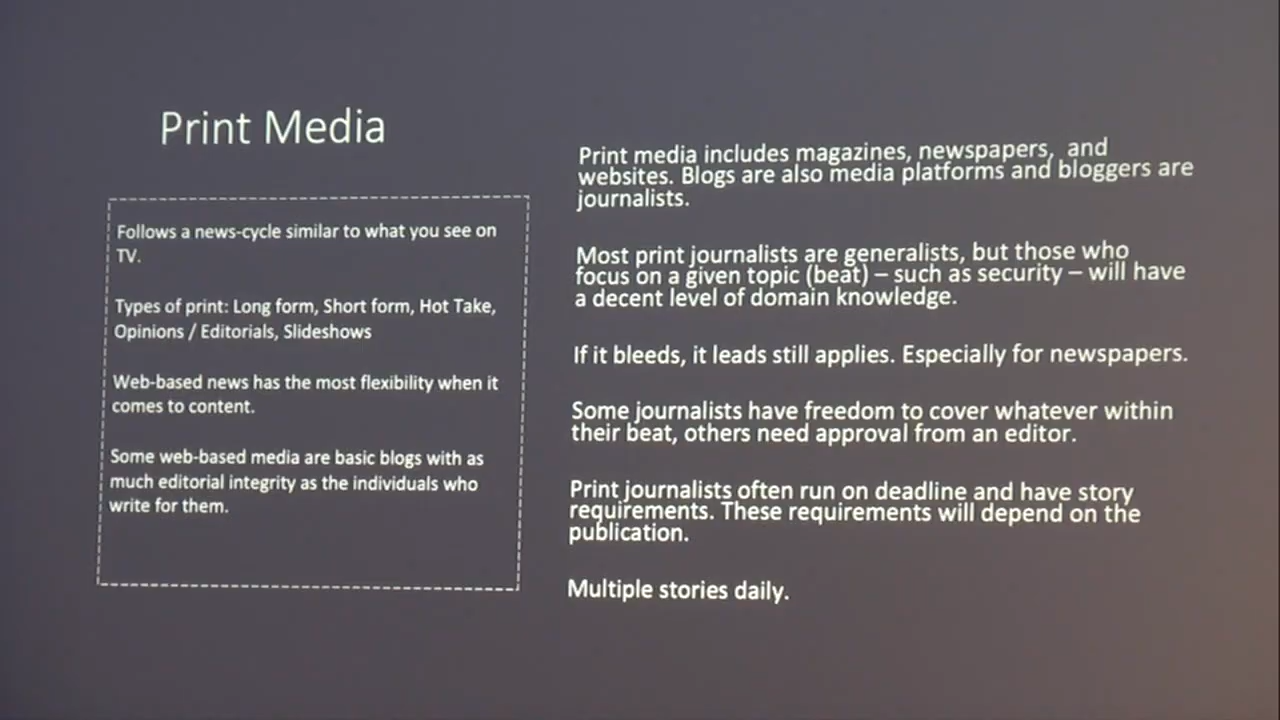 Print Media
Follows a news-cycle similar to what you see on
TV.
Types of print: Long form, Short form, Hot Take,
Opinions / Editorials, Slideshows
Web-based news has the most flexibility when it
comes to content.
Some web-based media are basic blogs with as
much editorial integrity as the individuals who
write for them.
Print media includes magazines, newspapers, and
websites. Blogs are also media platforms and bloggers are
journalists.
Most print journalists are generalists, but those who
focus on a given topic (beat) – such as security – will have
a decent level of domain knowledge.
If it bleeds, it leads still applies. Especially for newspapers.
Some journalists have freedom to cover whatever within
their beat, others need approval from an editor.
Print journalists often run on deadline and have story
requirements. These requirements will depend on the
publication.
Multiple stories daily.